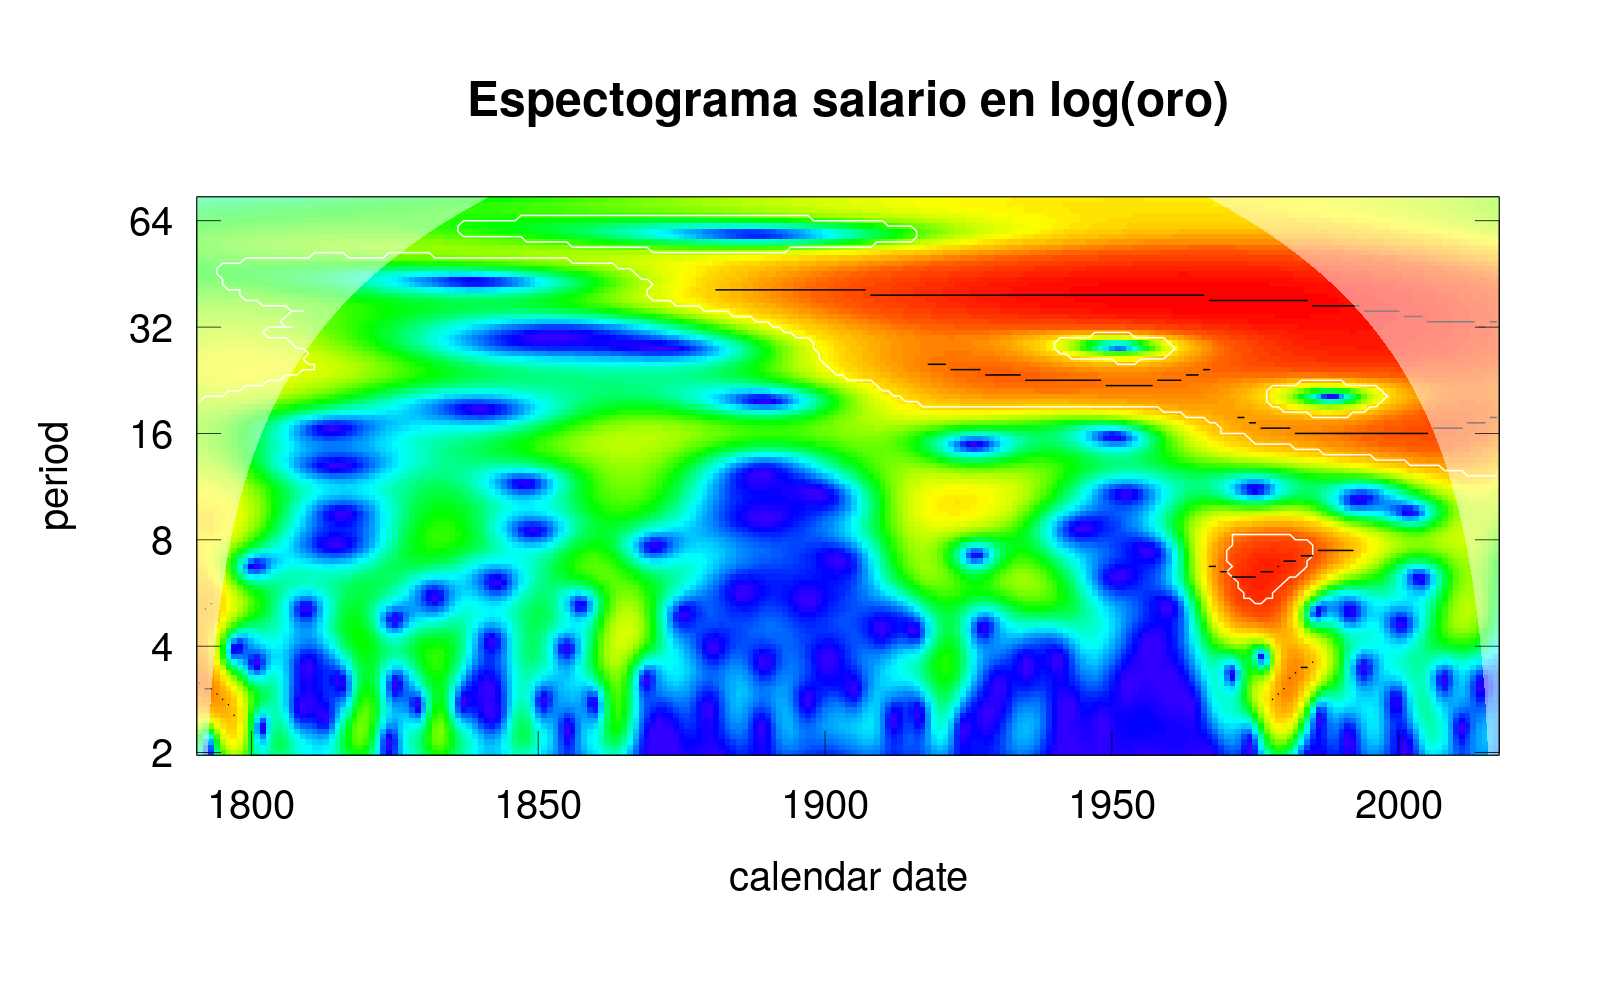 Espectograma salario en log(oro)
64
32
16
8
4
2
period
1800 1850 1900 1950 2000
calendar date